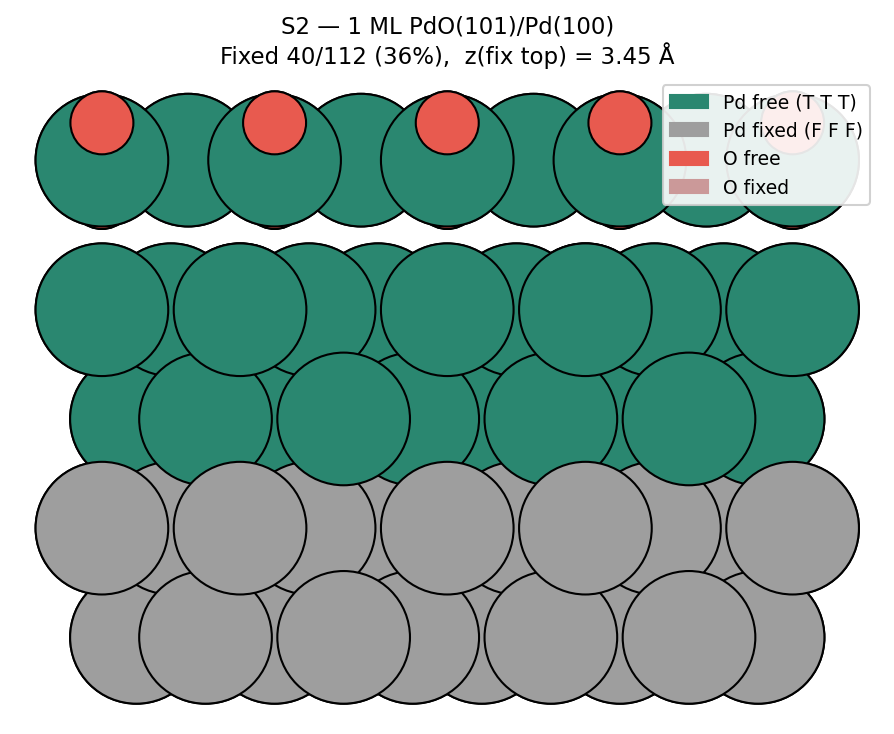 S2 — 1 ML PdO(101)/Pd(100)
Fixed 40/112 (36%),  z(fix top) = 3.45 Å
Pd free (T T T)
Pd fixed (F F F)
O free
O fixed